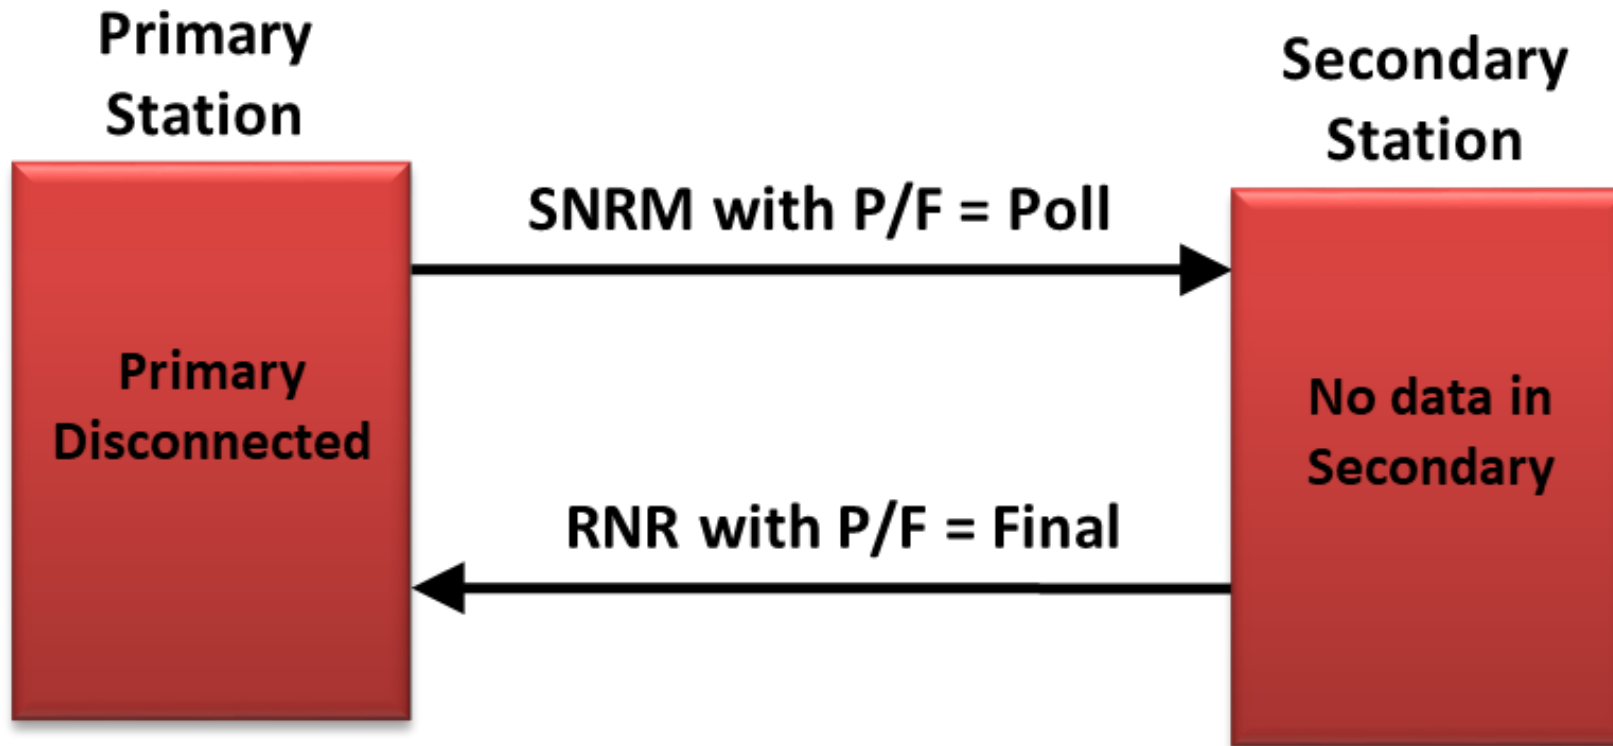 Primary
Station
Secondary
Station
SNRM with P/F = Poll
Primary
Disconnected
No data in
Secondary
RNR with P/F = Final